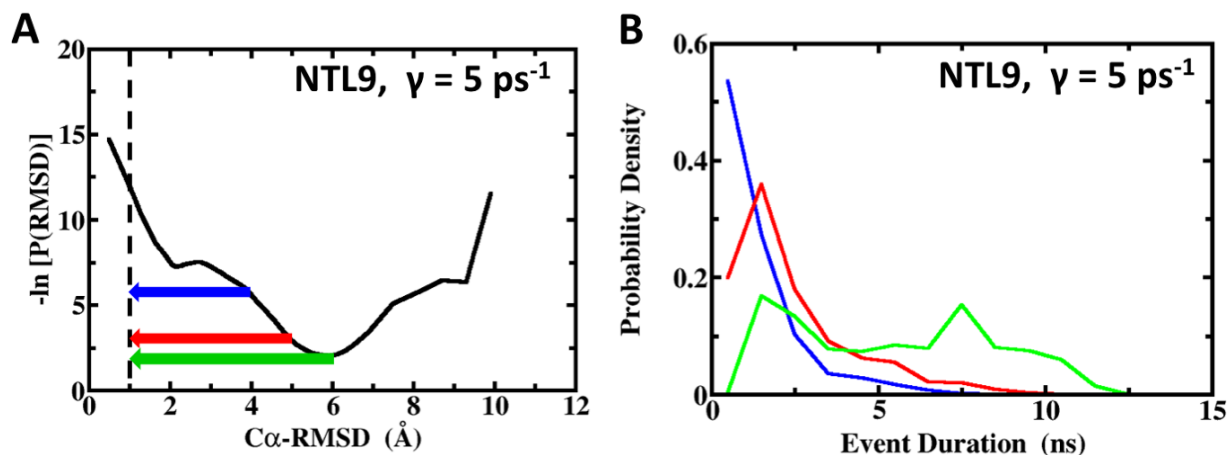 A
NTL9, γ = 5 ps⁻¹
-ln [P(RMSD)]
20
15
10
5
0
0 2 4 6 8 10 12
Cα-RMSD (Å)
B
NTL9, γ = 5 ps⁻¹
Probability Density
0.6
0.4
0.2
0
0 5 10 15
Event Duration (ns)